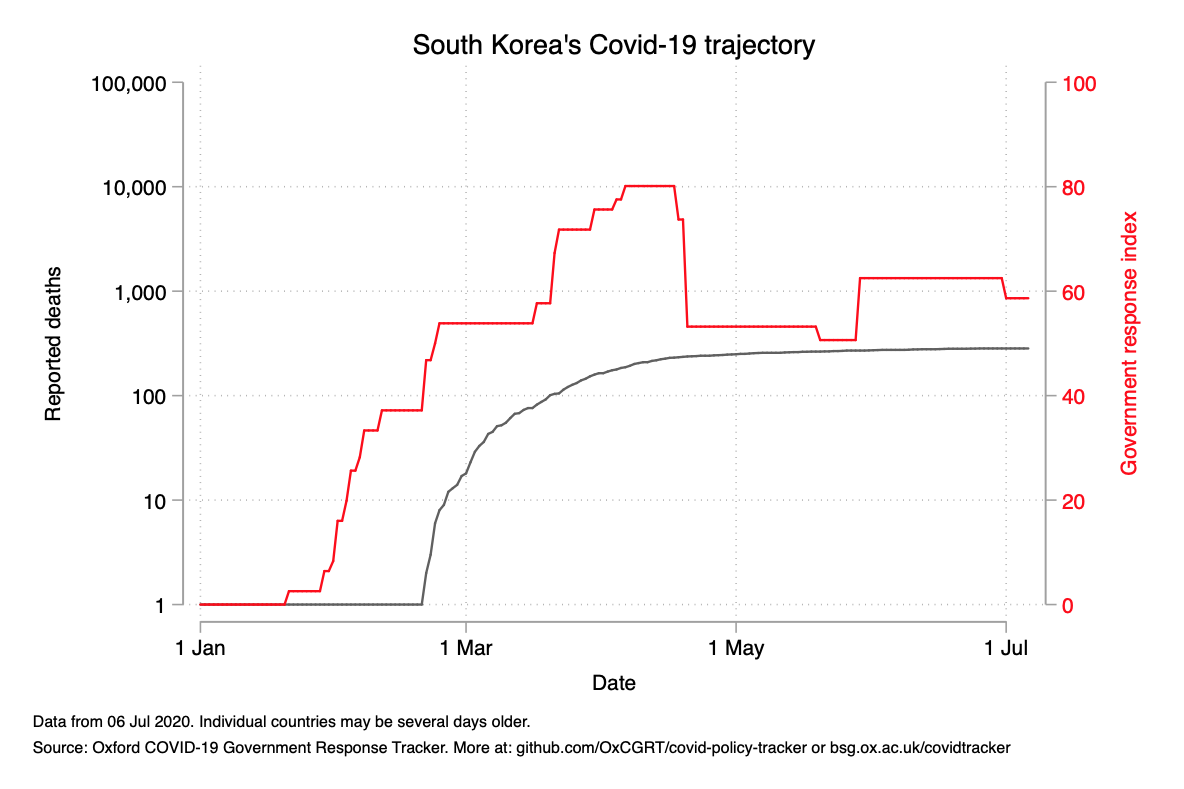 South Korea's Covid-19 trajectory
100,000
10,000
1,000
100
10
1
Reported deaths
100
80
60
40
20
0
Government response index
1 Jan
1 Mar
1 May
1 Jul
Date
Data from 06 Jul 2020. Individual countries may be several days older.
Source: Oxford COVID-19 Government Response Tracker. More at: github.com/OxCGRT/covid-policy-tracker or bsg.ox.ac.uk/covidtracker